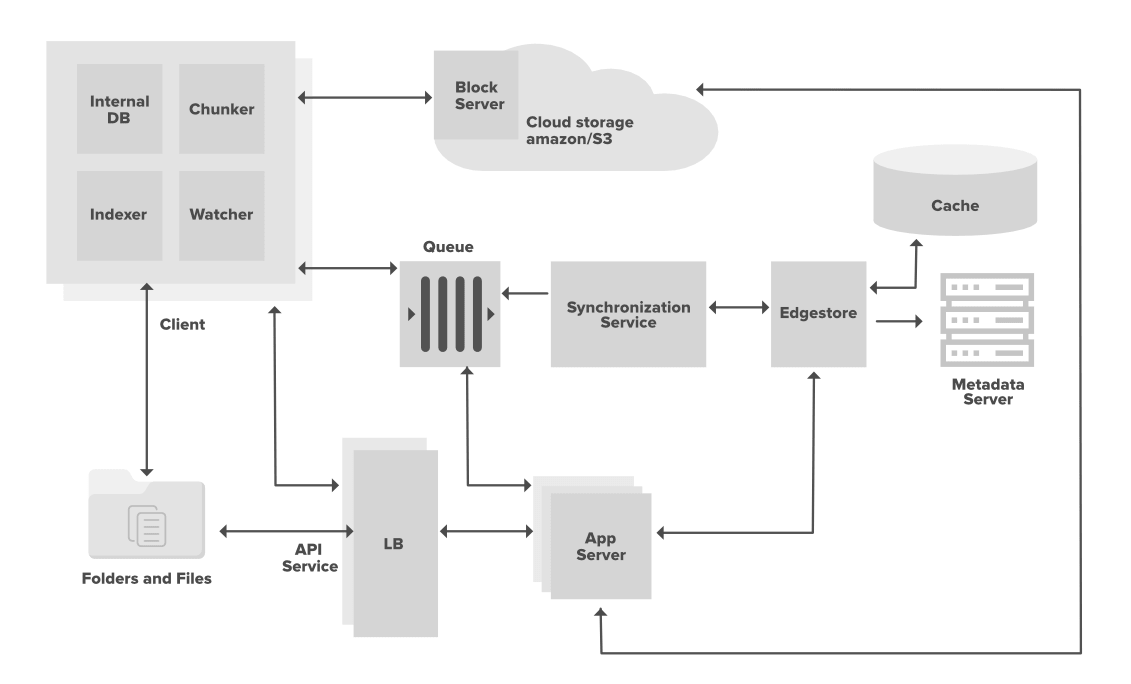 Internal
DB
Chunker
Indexer
Watcher
Client
Block
Server
Cloud storage
amazon/S3
Cache
Queue
Synchronization
Service
Edgestore
Metadata
Server
Folders and Files
API
Service
LB
App
Server